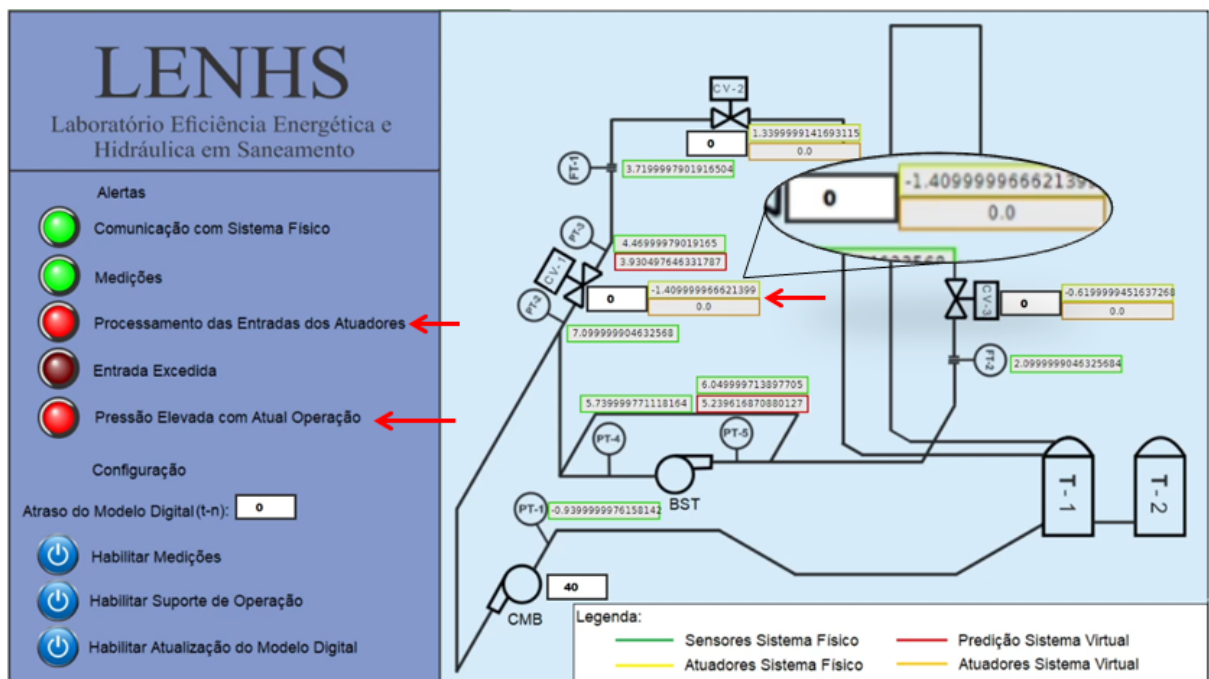 LENHS
Laboratório Eficiência Energética e
Hidráulica em Saneamento
Alertas
Comunicação com Sistema Físico
Medições
Processamento das Entradas dos Atuadores
Entrada Excedida
Pressão Elevada com Atual Operação
Configuração
Atraso do Modelo Digital (t-n): 0
Habilitar Medições
Habilitar Suporte de Operação
Habilitar Atualização do Modelo Digital
CV-2
0
1.3399999141693115
0.0
FT-1
3.7199997901916504
0
-1.409999966621399
0.0
PT-3
4.46999979019165
3.930497646331787
CV-1
0
-1.409999966621399
0.0
PT-2
7.099999904632568
CV-3
0
-0.6199999451637268
0.0
FT-2
2.0999999046325684
6.049999713897705
5.739999771118164
5.239616870880127
PT-4
PT-5
BST
PT-1
-0.9399999976158142
T-1
T-2
40
CMB
Legenda:
Sensores Sistema Físico
Predição Sistema Virtual
Atuadores Sistema Físico
Atuadores Sistema Virtual